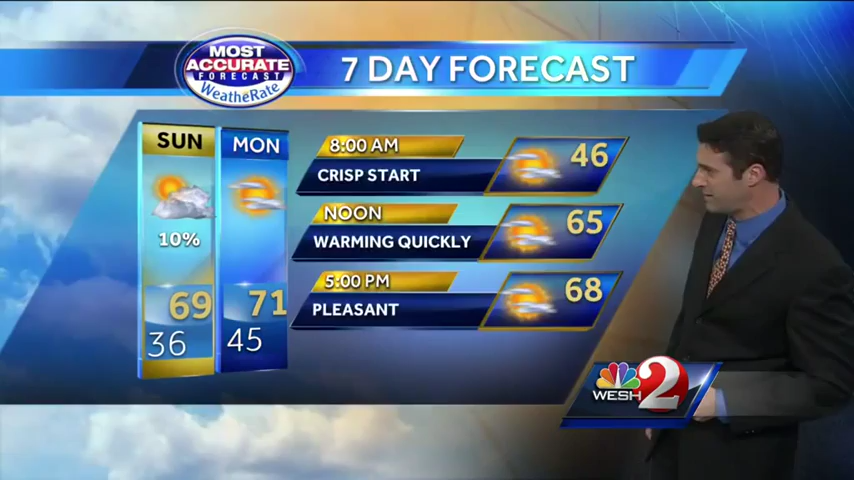 MOST
ACCURATE
FORECAST
WeatheRate
7 DAY FORECAST
SUN
10%
69
36
MON
71
45
8:00 AM
CRISP START
46
NOON
WARMING QUICKLY
65
5:00 PM
PLEASANT
68
WESH 2